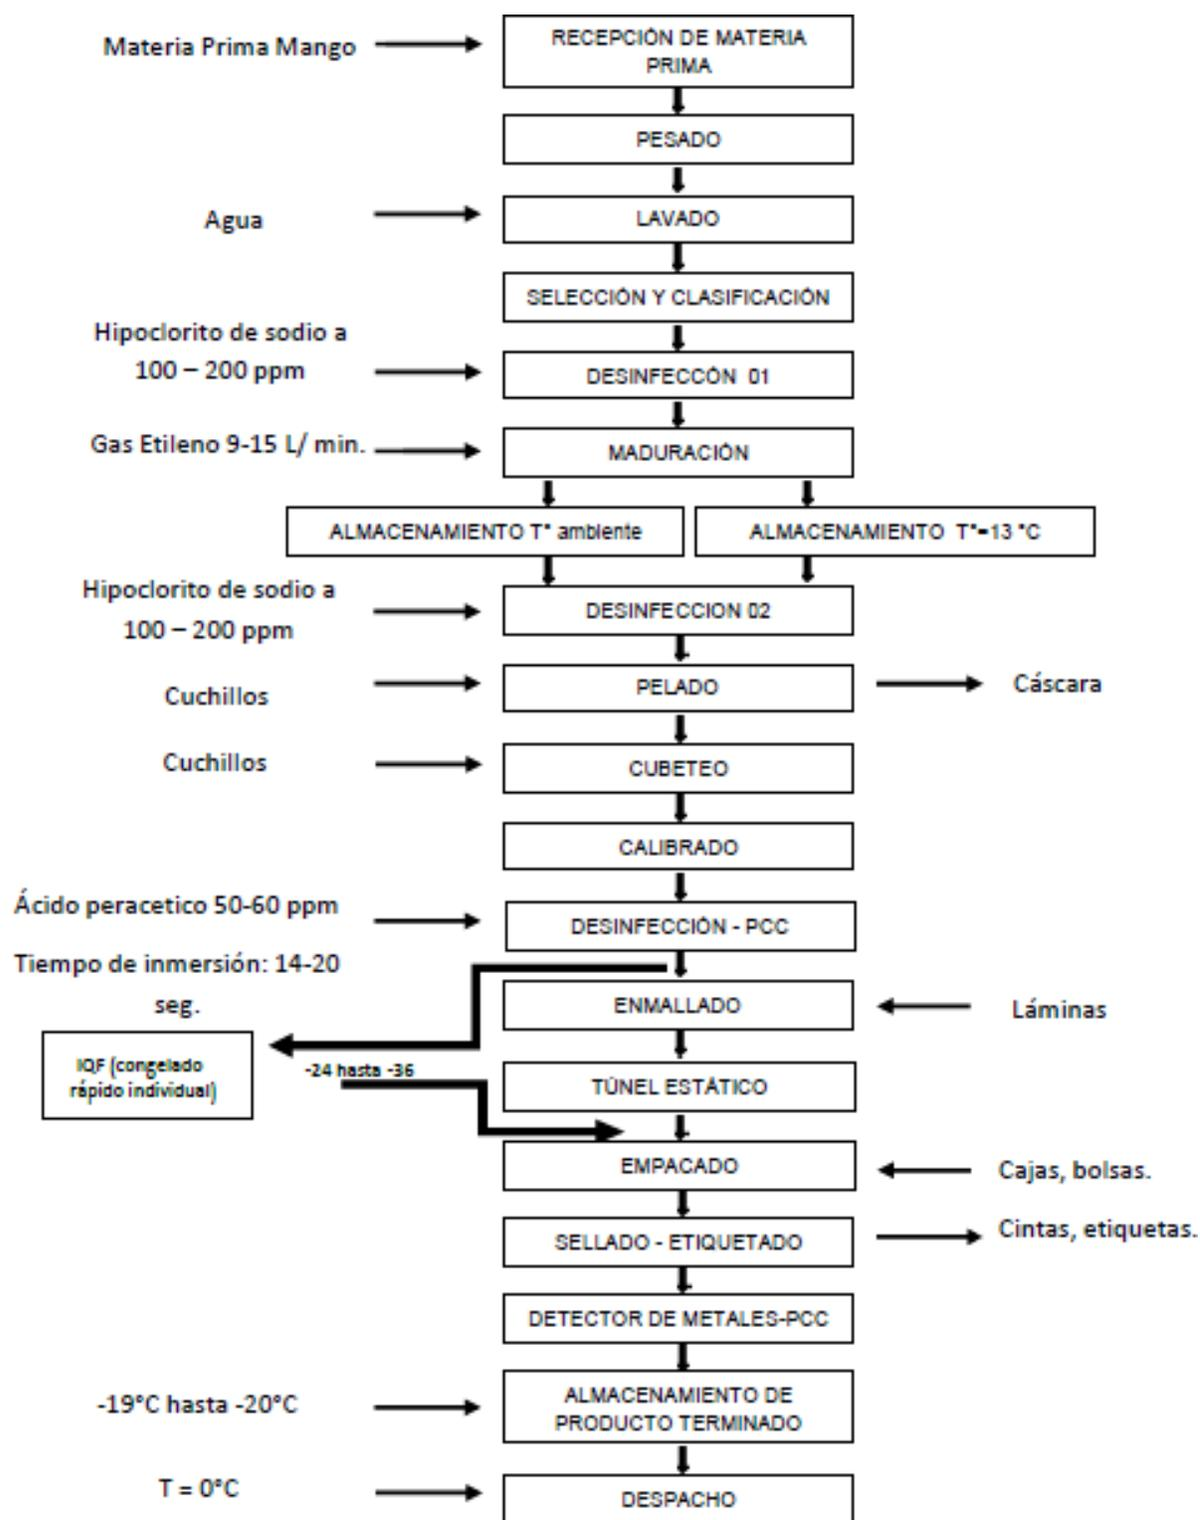 Materia Prima Mango
RECEPCIÓN DE MATERIA
PRIMA
PESADO
Agua
LAVADO
SELECCIÓN Y CLASIFICACIÓN
Hipoclorito de sodio a
100 – 200 ppm
DESINFECCÓN 01
Gas Etileno 9-15 L/ min.
MADURACIÓN
ALMACENAMIENTO T° ambiente
ALMACENAMIENTO T°=13 °C
Hipoclorito de sodio a
100 – 200 ppm
DESINFECCION 02
Cuchillos
PELADO
Cáscara
Cuchillos
CUBETEO
CALIBRADO
Ácido peracetico 50-60 ppm
DESINFECCIÓN - PCC
Tiempo de inmersión: 14-20
seg.
ENMALLADO
Láminas
IQF (congelado
rápido individual)
-24 hasta -36
TÚNEL ESTÁTICO
EMPACADO
Cajas, bolsas.
SELLADO - ETIQUETADO
Cintas, etiquetas.
DETECTOR DE METALES-PCC
-19°C hasta -20°C
ALMACENAMIENTO DE
PRODUCTO TERMINADO
T = 0°C
DESPACHO